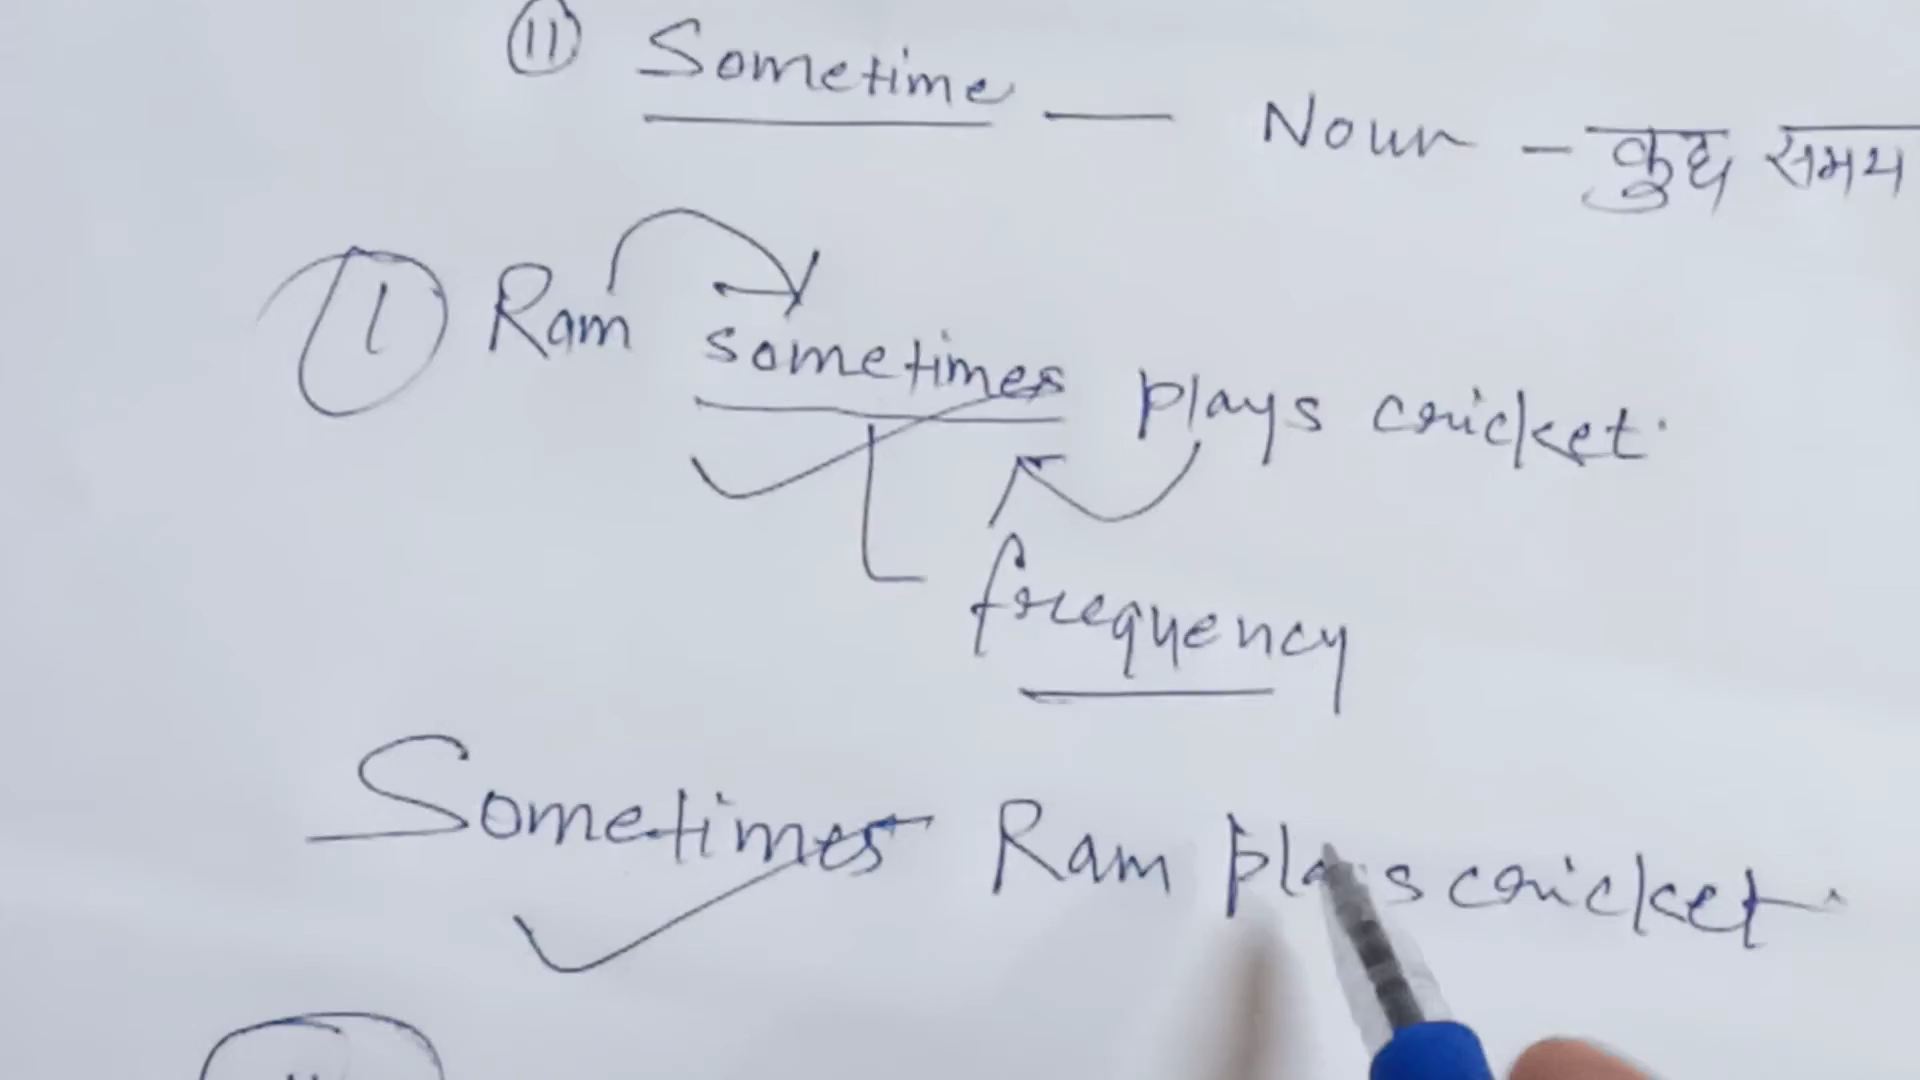 (11) Sometime — Noun - कुछ समय
(1) Ram sometimes plays cricket.
frequency
Sometimes Ram plays cricket.